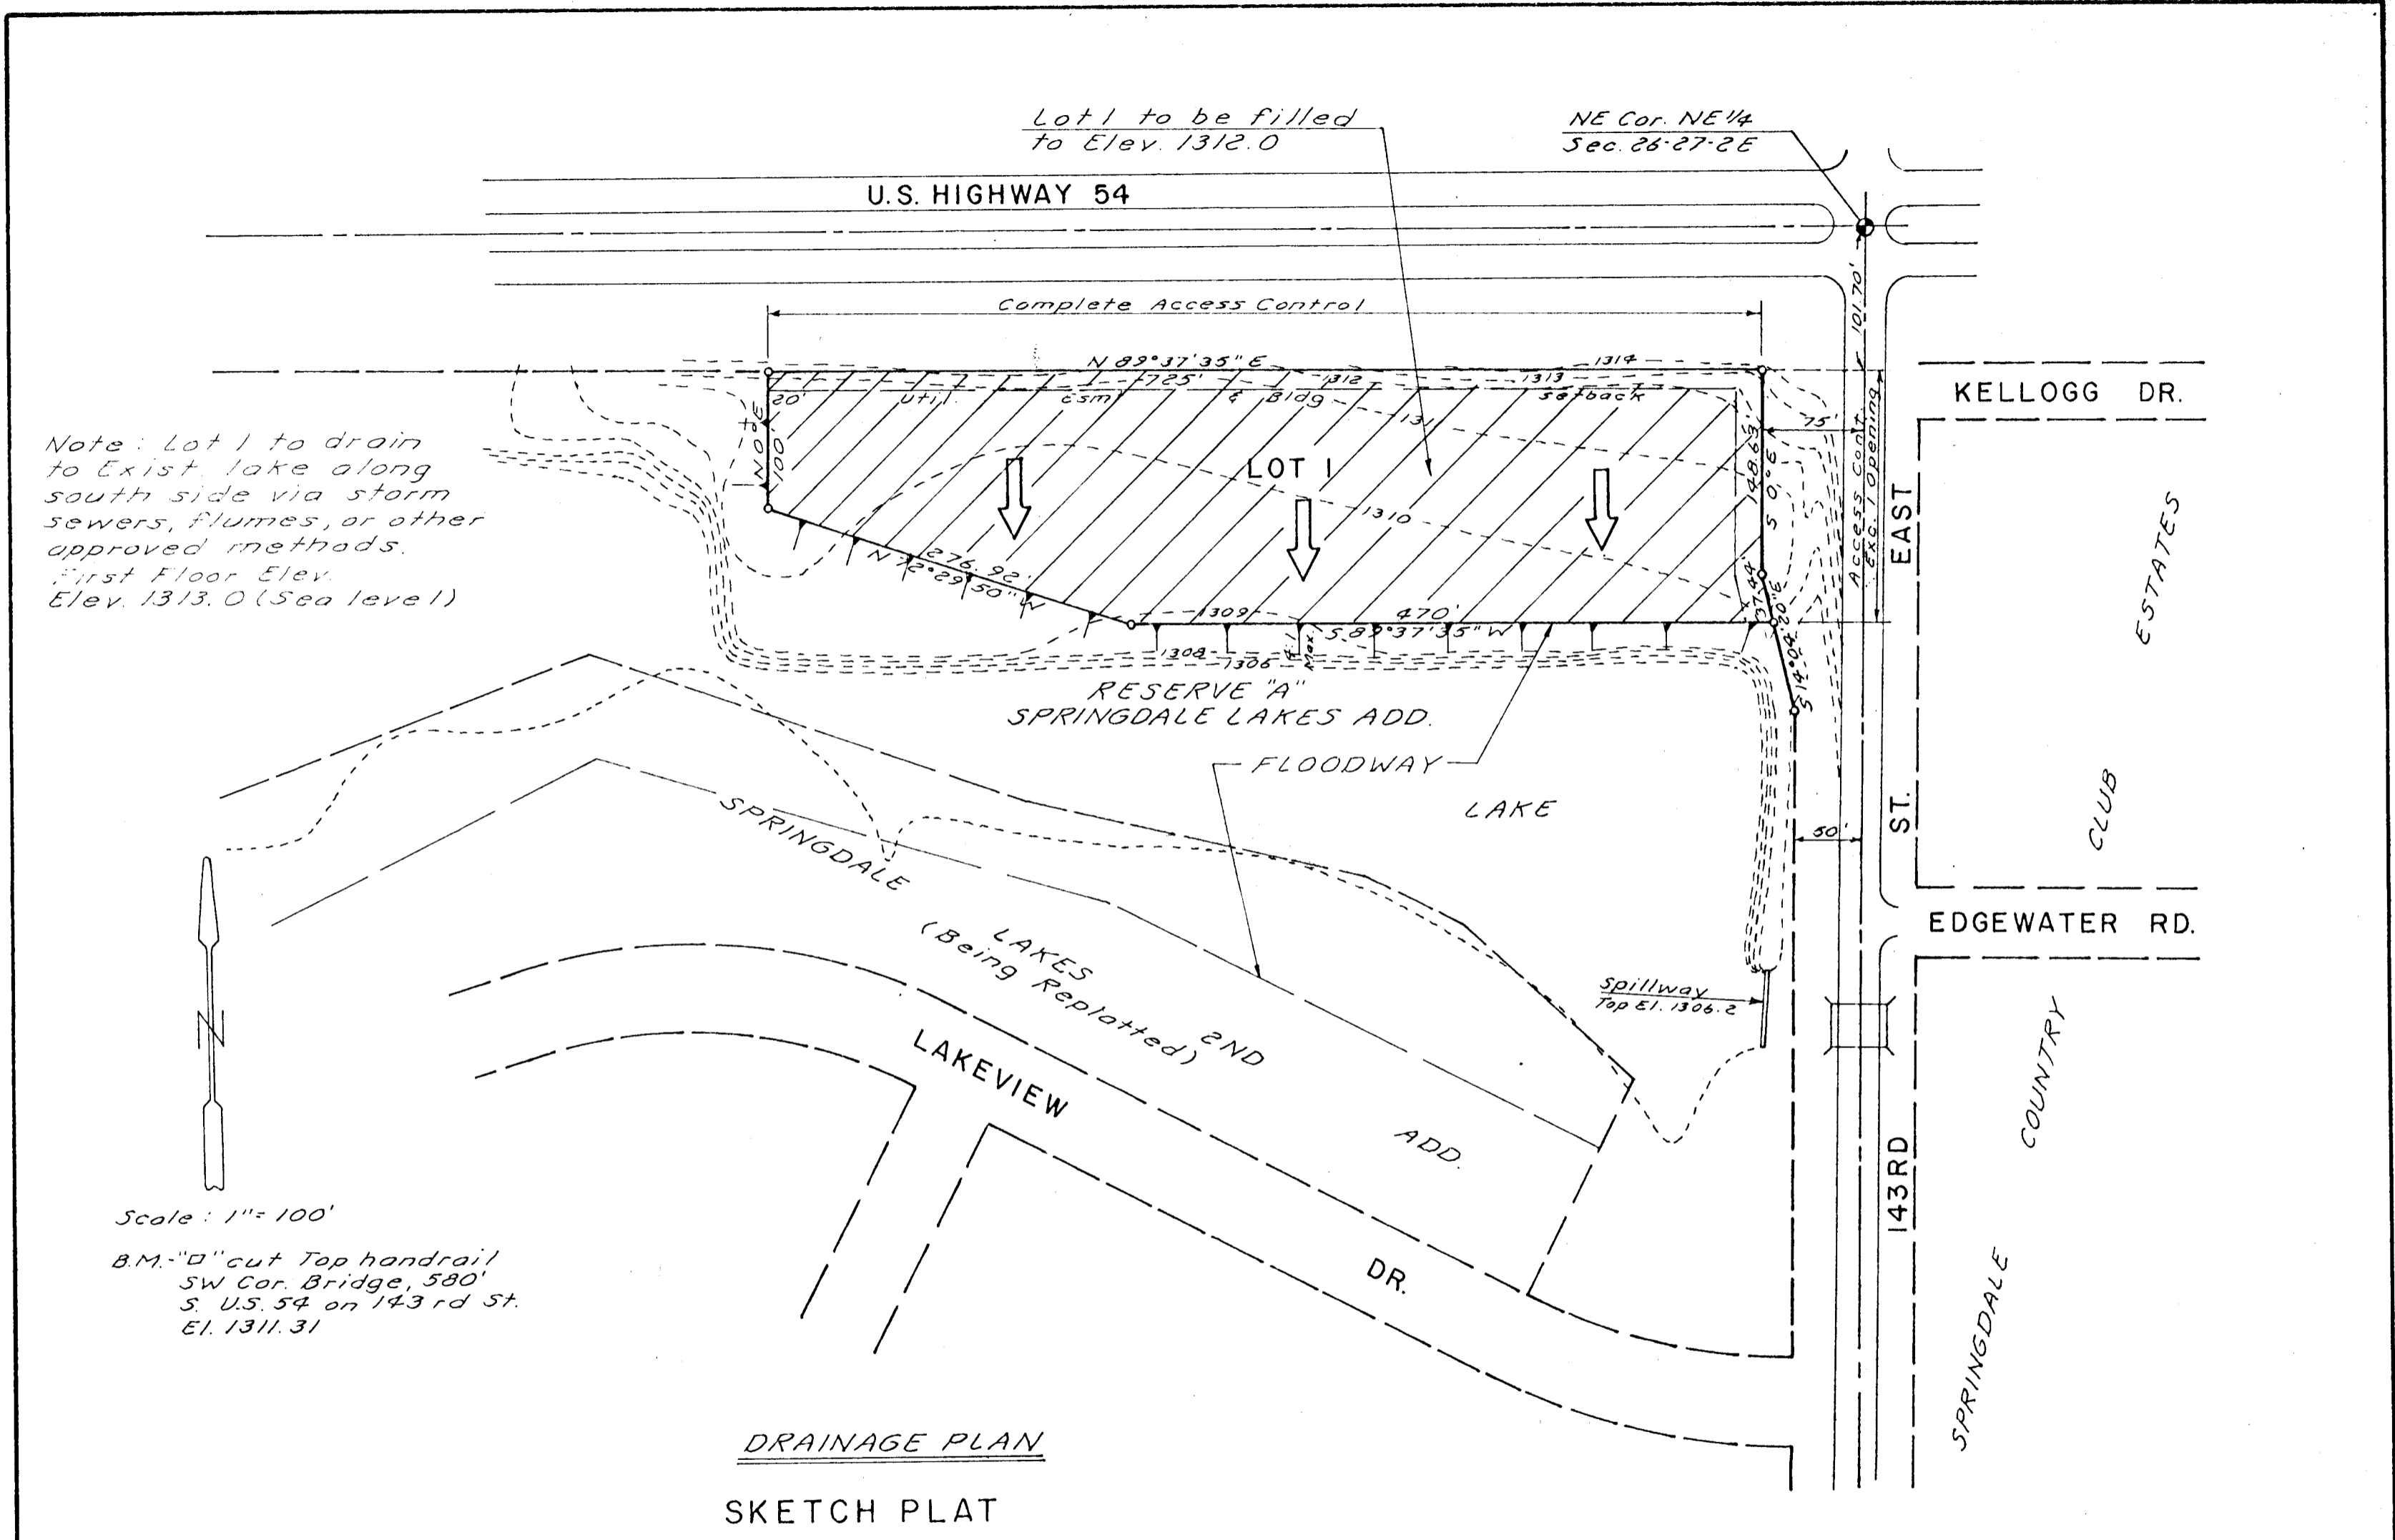 Lot 1 to be filled
to Elev. 1312.0
NE Cor. NE 1/4
Sec. 26-27-2E
U.S. HIGHWAY 54
101.70'
Complete Access Control
N 89°37'35" E
725'
1314
1313
1312
1311
20' Util. Esmt & Bldg setback
KELLOGG DR.
75'
Access Cont.
Exc. 1 Opening
N 0° E
100'
148.63'
S 0° E
LOT 1
1310
Note: Lot 1 to drain
to Exist. lake along
south side via storm
sewers, flumes, or other
approved methods.
First Floor Elev.
Elev. 1313.0 (Sea level)
276.92'
N 72°29'50" W
37.44'
S 14°04'20" E
1309
470'
S 89°37'35" W
1308
1306
4:1
Max.
RESERVE "A"
SPRINGDALE LAKES ADD.
FLOODWAY
LAKE
50'
EAST
ST.
143RD
SPRINGDALE
COUNTRY
CLUB
ESTATES
EDGEWATER RD.
SPRINGDALE
LAKES
2ND
ADD.
(Being Replatted)
Spillway
Top El. 1306.2
LAKEVIEW
DR.
N
Scale: 1"= 100'
B.M.-"□" cut Top handrail
SW Cor. Bridge, 580'
S. U.S. 54 on 143rd St.
El. 1311.31
DRAINAGE PLAN
SKETCH PLAT